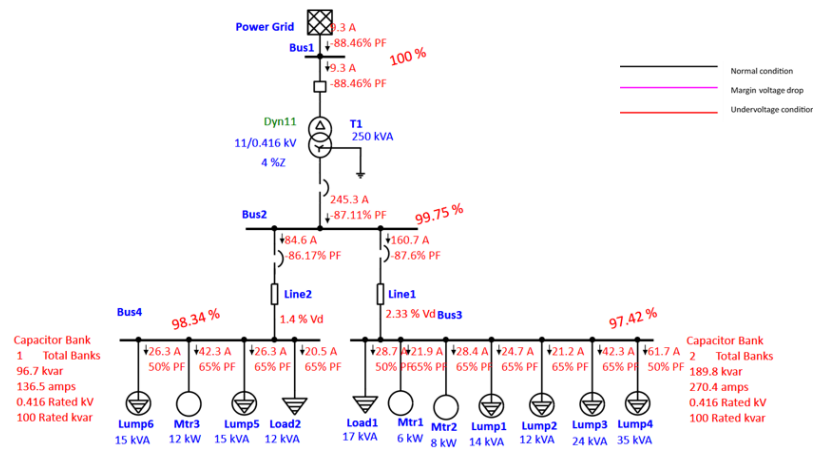 Power Grid
9.3 A
-88.46% PF
Bus1
100 %
9.3 A
-88.46% PF
Normal condition
Margin voltage drop
Undervoltage condition
Dyn11
T1
250 kVA
11/0.416 kV
4 %Z
245.3 A
-87.11% PF
99.75 %
Bus2
84.6 A
-86.17% PF
160.7 A
-87.6% PF
Line2
Line1
1.4 % Vd
2.33 % Vd
Bus4
98.34 %
Bus3
97.42 %
Capacitor Bank
1 Total Banks
96.7 kvar
136.5 amps
0.416 Rated kV
100 Rated kvar
26.3 A
50% PF
42.3 A
65% PF
26.3 A
65% PF
20.5 A
65% PF
28.7 A
50% PF
21.9 A
65% PF
28.4 A
65% PF
24.7 A
65% PF
21.2 A
65% PF
42.3 A
65% PF
61.7 A
50% PF
Capacitor Bank
2 Total Banks
189.8 kvar
270.4 amps
0.416 Rated kV
100 Rated kvar
Lump6
15 kVA
Mtr3
12 kW
Lump5
15 kVA
Load2
12 kVA
Load1
17 kVA
Mtr1
6 kW
Mtr2
8 kW
Lump1
14 kVA
Lump2
12 kVA
Lump3
24 kVA
Lump4
35 kVA